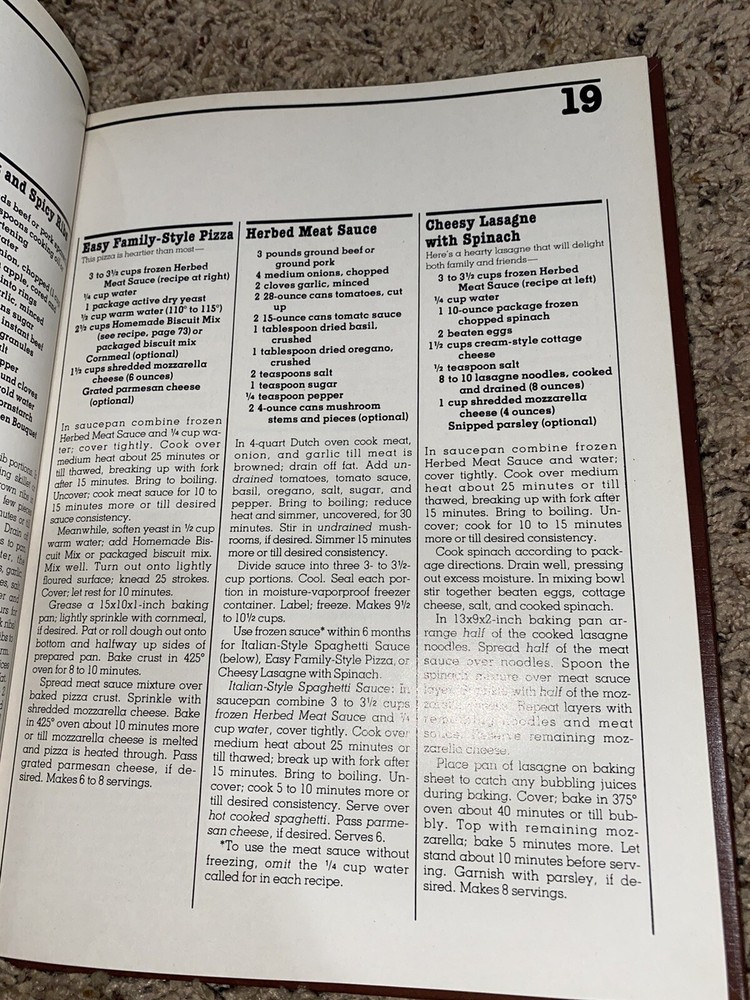 and Spicy
ds beef or pork
spoons cooking
water
onion, chopped
apple, cored and
into rings
garlic, minced
instant beef
granules
cold water
ornstarch
en Bouquet
19
Easy Family-Style Pizza
This pizza is heartier than most—
3 to 3½ cups frozen Herbed
Meat Sauce (recipe at right)
¼ cup water
1 package active dry yeast
½ cup warm water (110° to 115°)
2½ cups Homemade Biscuit Mix
(see recipe, page 73) or
packaged biscuit mix
Cornmeal (optional)
1½ cups shredded mozzarella
cheese (6 ounces)
Grated parmesan cheese
(optional)
In saucepan combine frozen
Herbed Meat Sauce and ¼ cup wa-
ter; cover tightly. Cook over
medium heat about 25 minutes or
till thawed, breaking up with fork
after 15 minutes. Bring to boiling.
Uncover; cook meat sauce for 10 to
15 minutes more or till desired
sauce consistency.
Meanwhile, soften yeast in ½ cup
warm water; add Homemade Bis-
cuit Mix or packaged biscuit mix.
Mix well. Turn out onto lightly
floured surface; knead 25 strokes.
Cover; let rest for 10 minutes.
Grease a 15x10x1-inch baking
pan; lightly sprinkle with cornmeal,
if desired. Pat or roll dough out onto
bottom and halfway up sides of
prepared pan. Bake crust in 425°
oven for 8 to 10 minutes.
Spread meat sauce mixture over
baked pizza crust. Sprinkle with
shredded mozzarella cheese. Bake
in 425° oven about 10 minutes more
or till mozzarella cheese is melted
and pizza is heated through. Pass
grated parmesan cheese, if de-
sired. Makes 6 to 8 servings.
Herbed Meat Sauce
3 pounds ground beef or
ground pork
4 medium onions, chopped
2 cloves garlic, minced
2 28-ounce cans tomatoes, cut
up
2 15-ounce cans tomato sauce
1 tablespoon dried basil,
crushed
1 tablespoon dried oregano,
crushed
2 teaspoons salt
1 teaspoon sugar
¼ teaspoon pepper
2 4-ounce cans mushroom
stems and pieces (optional)
In 4-quart Dutch oven cook meat,
onion, and garlic till meat is
browned; drain off fat. Add un-
drained tomatoes, tomato sauce,
basil, oregano, salt, sugar, and
pepper. Bring to boiling; reduce
heat and simmer, uncovered, for 30
minutes. Stir in undrained mush-
rooms, if desired. Simmer 15 minutes
more or till desired consistency.
Divide sauce into three 3- to 3½-
cup portions. Cool. Seal each por-
tion in moisture-vaporproof freezer
container. Label; freeze. Makes 9½
to 10½ cups.
Use frozen sauce* within 6 months
for Italian-Style Spaghetti Sauce
(below), Easy Family-Style Pizza, or
Cheesy Lasagne with Spinach.
Italian-Style Spaghetti Sauce: In
saucepan combine 3 to 3½ cups
frozen Herbed Meat Sauce and ¼
cup water, cover tightly. Cook over
medium heat about 25 minutes or
till thawed; break up with fork after
15 minutes. Bring to boiling. Un-
cover; cook 5 to 10 minutes more or
till desired consistency. Serve over
hot cooked spaghetti. Pass parme-
san cheese, if desired. Serves 6.
*To use the meat sauce without
freezing, omit the ¼ cup water
called for in each recipe.
Cheesy Lasagne
with Spinach
Here's a hearty lasagne that will delight
both family and friends—
3 to 3½ cups frozen Herbed
Meat Sauce (recipe at left)
¼ cup water
1 10-ounce package frozen
chopped spinach
2 beaten eggs
1½ cups cream-style cottage
cheese
½ teaspoon salt
8 to 10 lasagne noodles, cooked
and drained (8 ounces)
1 cup shredded mozzarella
cheese (4 ounces)
Snipped parsley (optional)
In saucepan combine frozen
Herbed Meat Sauce and water;
cover tightly. Cook over medium
heat about 25 minutes or till
thawed, breaking up with fork after
15 minutes. Bring to boiling. Un-
cover; cook for 10 to 15 minutes
more or till desired consistency.
Cook spinach according to pack-
age directions. Drain well, pressing
out excess moisture. In mixing bowl
stir together beaten eggs, cottage
cheese, salt, and cooked spinach.
In 13x9x2-inch baking pan ar-
range half of the cooked lasagne
noodles. Spread half of the meat
sauce over noodles. Spoon the
spinach mixture over meat sauce
with half of the moz-
Repeat layers with
remaining noodles and meat
sauce. Reserve remaining moz-
zarella cheese.
Place pan of lasagne on baking
sheet to catch any bubbling juices
during baking. Cover; bake in 375°
oven about 40 minutes or till bub-
bly. Top with remaining moz-
zarella; bake 5 minutes more. Let
stand about 10 minutes before serv-
ing. Garnish with parsley, if de-
sired. Makes 8 servings.